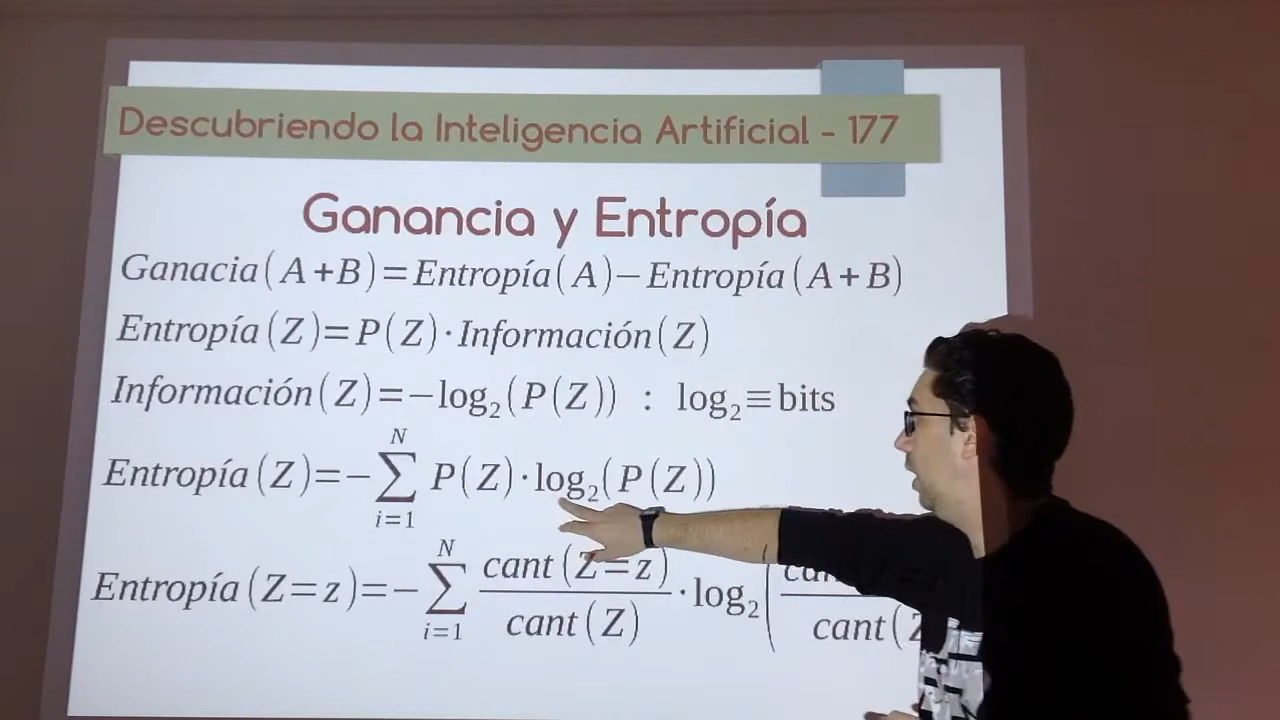 Descubriendo la Inteligencia Artificial - 177
Ganancia y Entropía
Ganacia(A+B)=Entropía(A)−Entropía(A+B)
Entropía(Z)=P(Z)·Información(Z)
Información(Z)=−log₂(P(Z)) : log₂≡bits
Entropía(Z)=−∑_{i=1}^{N} P(Z)·log₂(P(Z))
Entropía(Z=z)=−∑_{i=1}^{N} cant(Z=z)/cant(Z)·log₂(/cant(